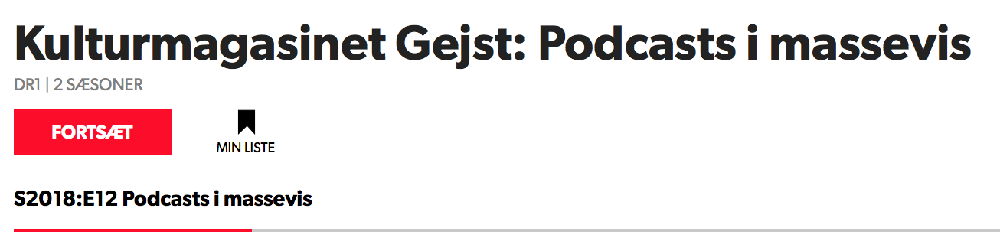 Kulturmagasinet Gejst: Podcasts i massevis
DR1 | 2 SÆSONER
FORTSÆT
MIN LISTE
S2018:E12 Podcasts i massevis